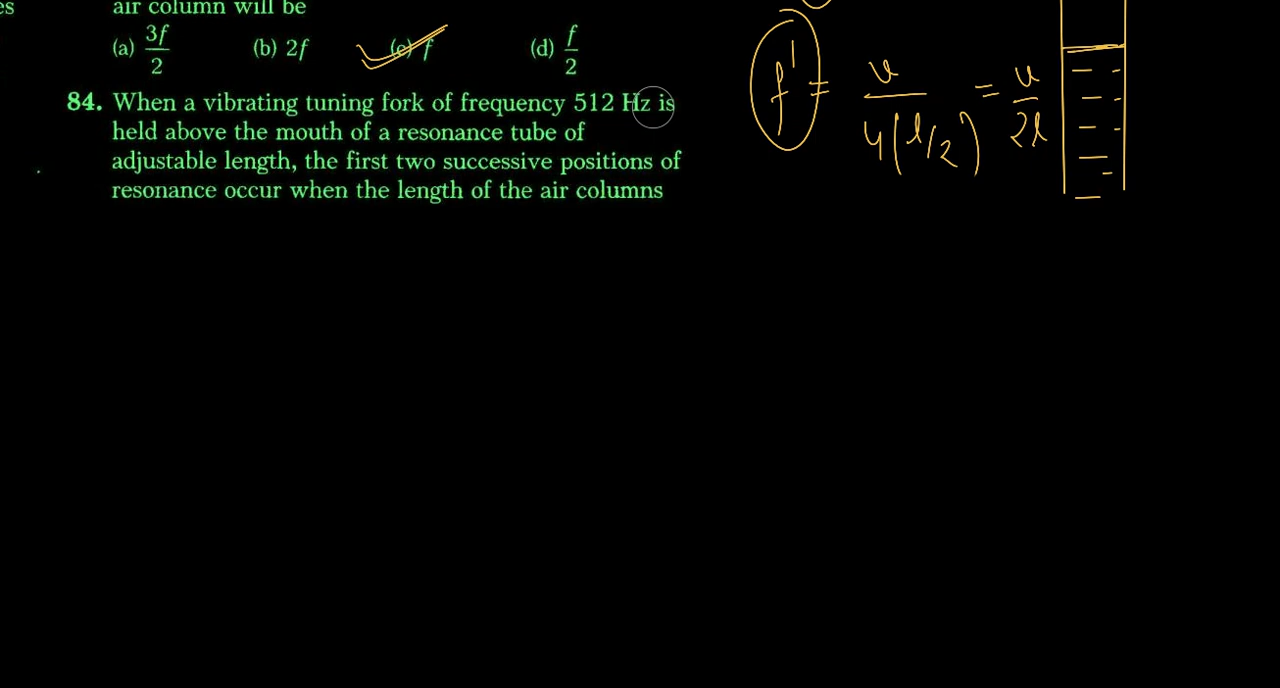 es
air column will be
(a) 3f/2 (b) 2f (c) f (d) f/2
84. When a vibrating tuning fork of frequency 512 Hz is
held above the mouth of a resonance tube of
adjustable length, the first two successive positions of
resonance occur when the length of the air columns
f' = v/4(l/2) = v/2l